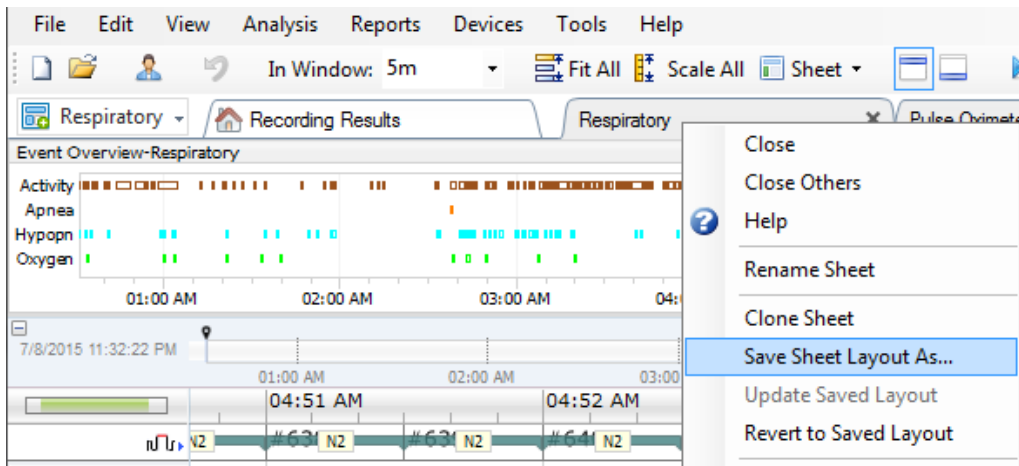 File Edit View Analysis Reports Devices Tools Help
In Window: 5m Fit All Scale All Sheet
Respiratory Recording Results Respiratory Pulse Oximete
Event Overview-Respiratory
Close
Activity
Close Others
Apnea
Hypopn
Help
Oxygen
Rename Sheet
01:00 AM 02:00 AM 03:00 AM 04:
Clone Sheet
7/8/2015 11:32:22 PM
Save Sheet Layout As...
01:00 AM 02:00 AM 03:00
04:51 AM 04:52 AM
Update Saved Layout
Revert to Saved Layout
N2 N2 N2 N2